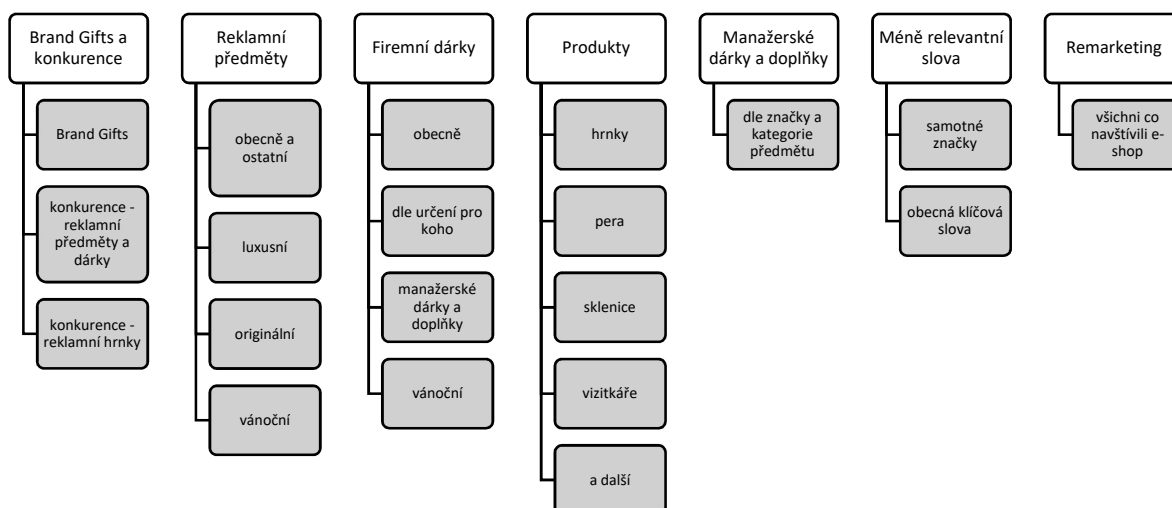 Brand Gifts a
konkurence
Brand Gifts
konkurence -
reklamní
předměty a
dárky
konkurence -
reklamní hrnky
Reklamní
předměty
obecně a
ostatní
luxusní
originální
vánoční
Firemní dárky
obecně
dle určení pro
koho
manažerské
dárky a
doplňky
vánoční
Produkty
hrnky
pera
sklenice
vizitkáře
a další
Manažerské
dárky a doplňky
dle značky a
kategorie
předmětu
Méně relevantní
slova
samotné
značky
obecná klíčová
slova
Remarketing
všichni co
navštívili e-
shop